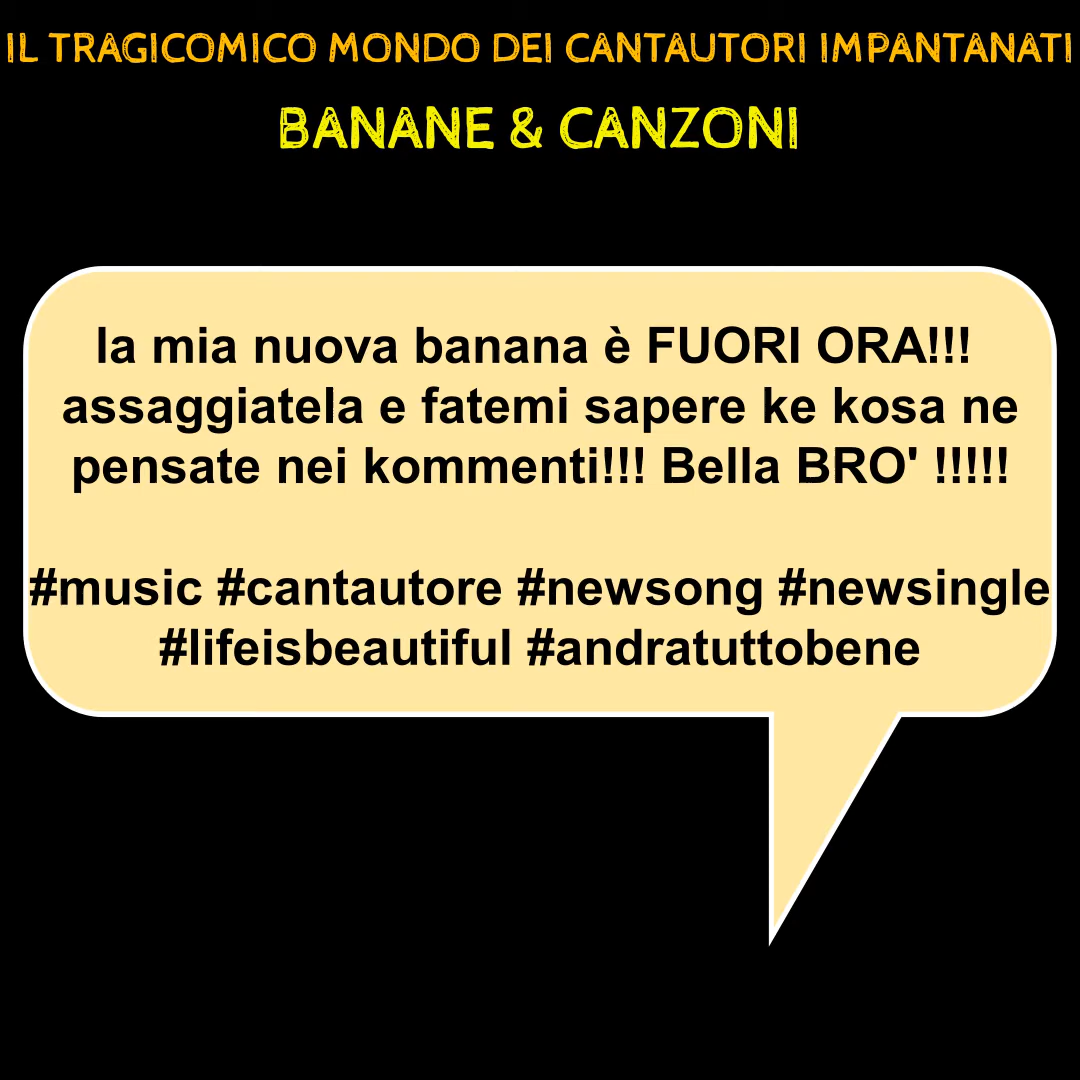 IL TRAGICOMICO MONDO DEI CANTAUTORI IMPANTANATI
BANANE & CANZONI
la mia nuova banana è FUORI ORA!!!
assaggiatela e fatemi sapere ke kosa ne
pensate nei kommenti!!! Bella BRO' !!!!!
#music #cantautore #newsong #newsingle
#lifeisbeautiful #andratuttobene